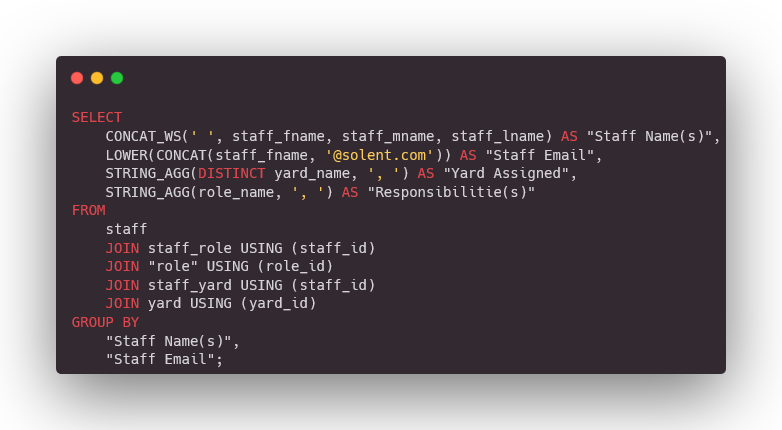 SELECT
    CONCAT_WS(' ', staff_fname, staff_mname, staff_lname) AS "Staff Name(s)",
    LOWER(CONCAT(staff_fname, '@solent.com')) AS "Staff Email",
    STRING_AGG(DISTINCT yard_name, ', ') AS "Yard Assigned",
    STRING_AGG(role_name, ', ') AS "Responsibilitie(s)"
FROM
    staff
    JOIN staff_role USING (staff_id)
    JOIN "role" USING (role_id)
    JOIN staff_yard USING (staff_id)
    JOIN yard USING (yard_id)
GROUP BY
    "Staff Name(s)",
    "Staff Email";